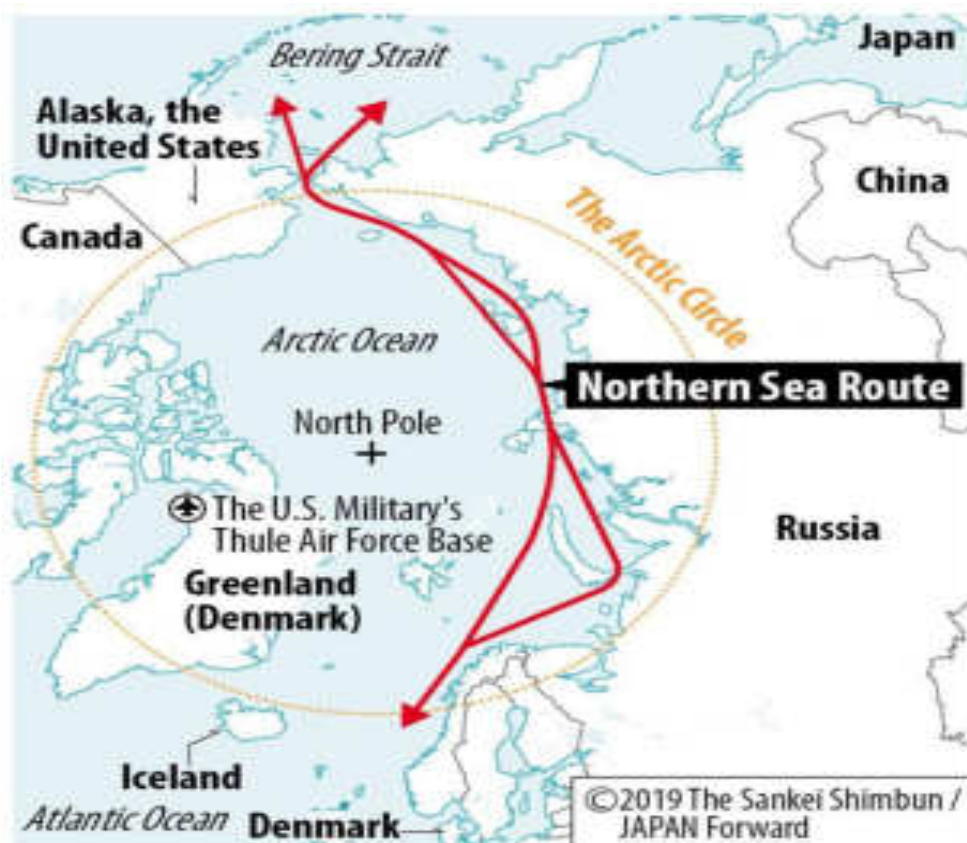 Bering Strait
Japan
Alaska, the
United States
China
Canada
The Arctic Circle
Arctic Ocean
Northern Sea Route
North Pole
The U.S. Military's
Thule Air Force Base
Russia
Greenland
(Denmark)
Iceland
Atlantic Ocean
Denmark
©2019 The Sankei Shimbun /
JAPAN Forward